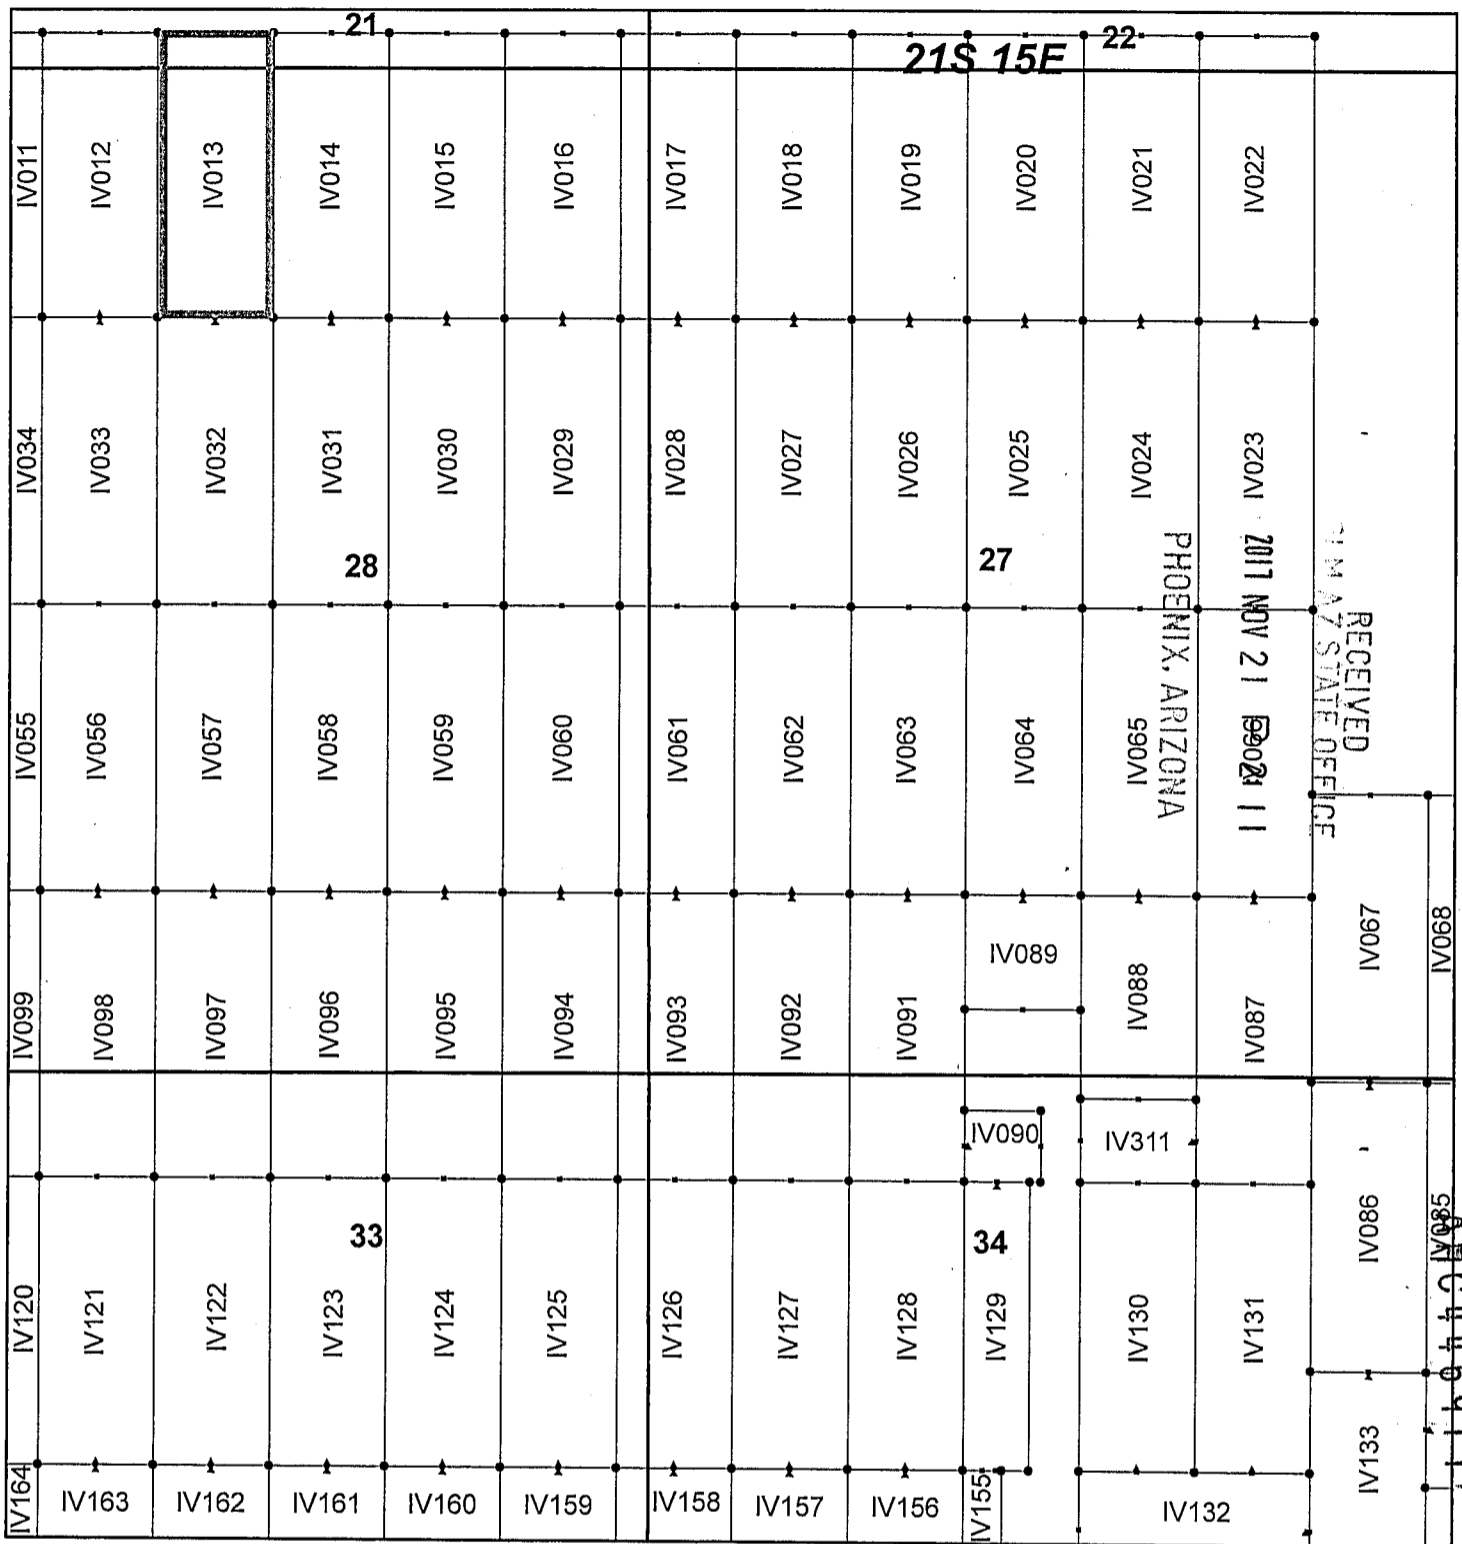 21
22
21S 15E
IV011 IV012 IV013 IV014 IV015 IV016 IV017 IV018 IV019 IV020 IV021 IV022
IV034 IV033 IV032 IV031 IV030 IV029 IV028 IV027 IV026 IV025 IV024 IV023
28
27
RECEIVED
AZ STATE OFFICE
2017 NOV 21
PHOENIX, ARIZONA
IV055 IV056 IV057 IV058 IV059 IV060 IV061 IV062 IV063 IV064 IV065
IV067 IV068
IV089
IV099 IV098 IV097 IV096 IV095 IV094 IV093 IV092 IV091 IV088 IV087
IV090 IV311
33
34
IV086 IV085
IV120 IV121 IV122 IV123 IV124 IV125 IV126 IV127 IV128 IV129 IV130 IV131
IV133
IV164 IV163 IV162 IV161 IV160 IV159 IV158 IV157 IV156 IV155 IV132